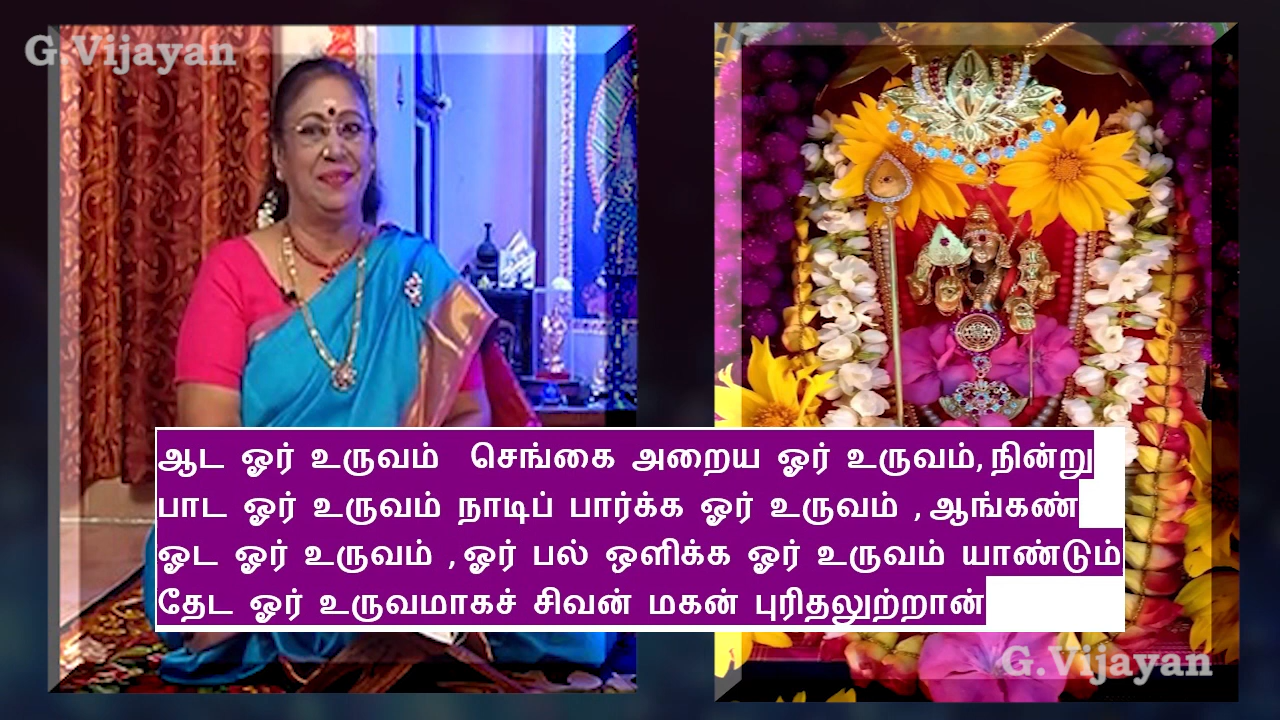 G.Vijayan
ஆட ஓர் உருவம் செங்கை அறைய ஓர் உருவம், நின்று
பாட ஓர் உருவம் நாடிப் பார்க்க ஓர் உருவம் , ஆங்கண்
ஓட ஓர் உருவம் , ஓர் பல் ஒளிக்க ஓர் உருவம் யாண்டும்
தேட ஓர் உருவமாகச் சிவன் மகன் புரிதலுற்றான்
G.Vijayan